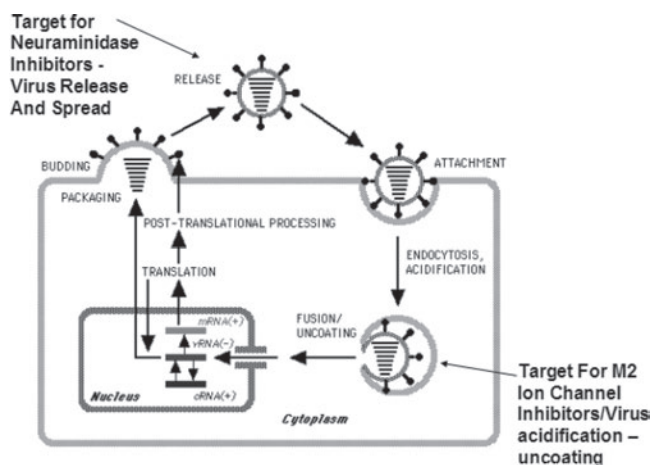 Target for
Neuraminidase
Inhibitors -
Virus Release
And Spread
RELEASE
BUDDING
ATTACHMENT
PACKAGING
POST-TRANSLATIONAL PROCESSING
TRANSLATION
ENDOCYTOSIS,
ACIDIFICATION
mRNA(+)
vRNA(-)
cRNA(+)
Nucleus
FUSION/
UNCOATING
Cytoplasm
Target For M2
Ion Channel
Inhibitors/Virus
acidification –
uncoating